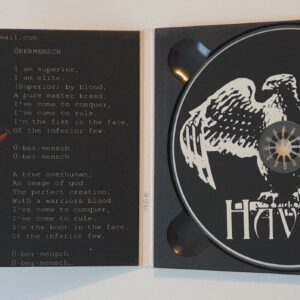 mail.com
ÜBERMENSCH
I am superior,
I am elite.
(Superior) by blood,
A pure master breed.
I've come to conquer,
I've come to rule.
I'm the fist in the face,
Of the inferior few.
Ü-ber-mensch
Ü-ber-mensch
A true overhuman,
An image of god.
The perfect creation,
With a warriors blood.
I've come to conquer,
I've come to rule.
I'm the boot in the face,
Of the inferior few.
Ü-ber-mensch
Ü-ber-mensch…
HAV